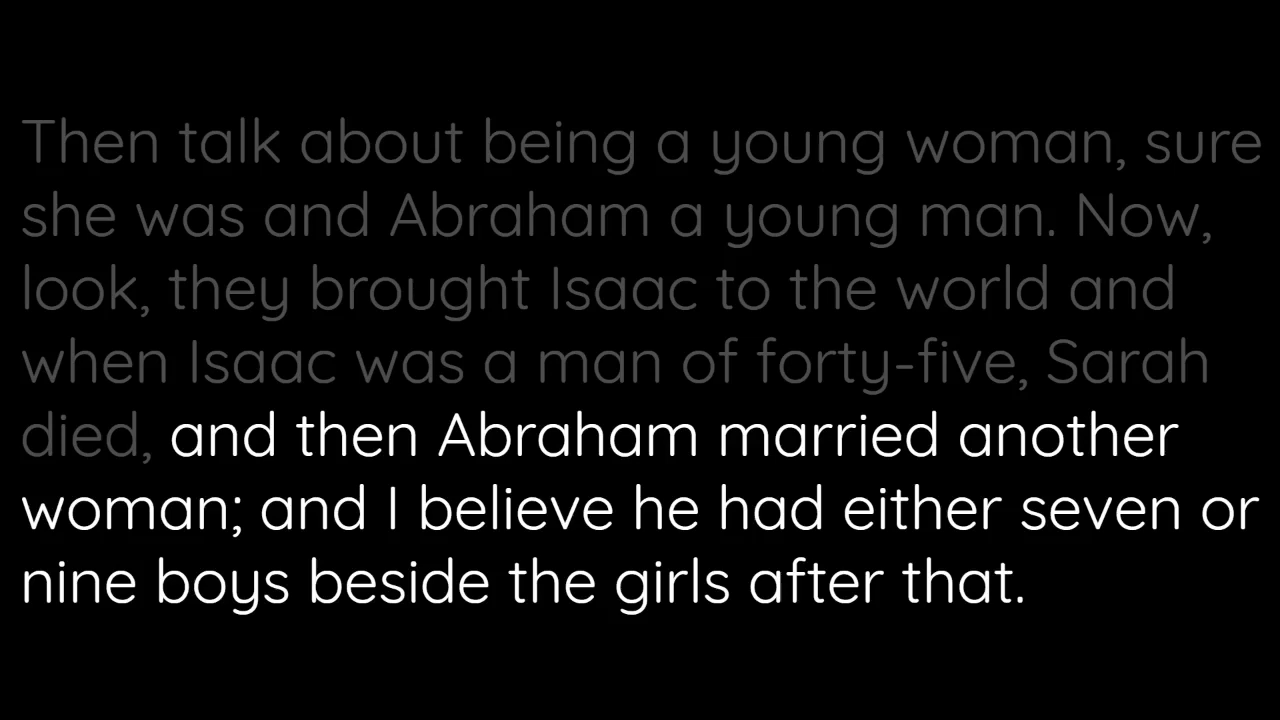 Then talk about being a young woman, sure
she was and Abraham a young man. Now,
look, they brought Isaac to the world and
when Isaac was a man of forty-five, Sarah
died, and then Abraham married another
woman; and I believe he had either seven or
nine boys beside the girls after that.